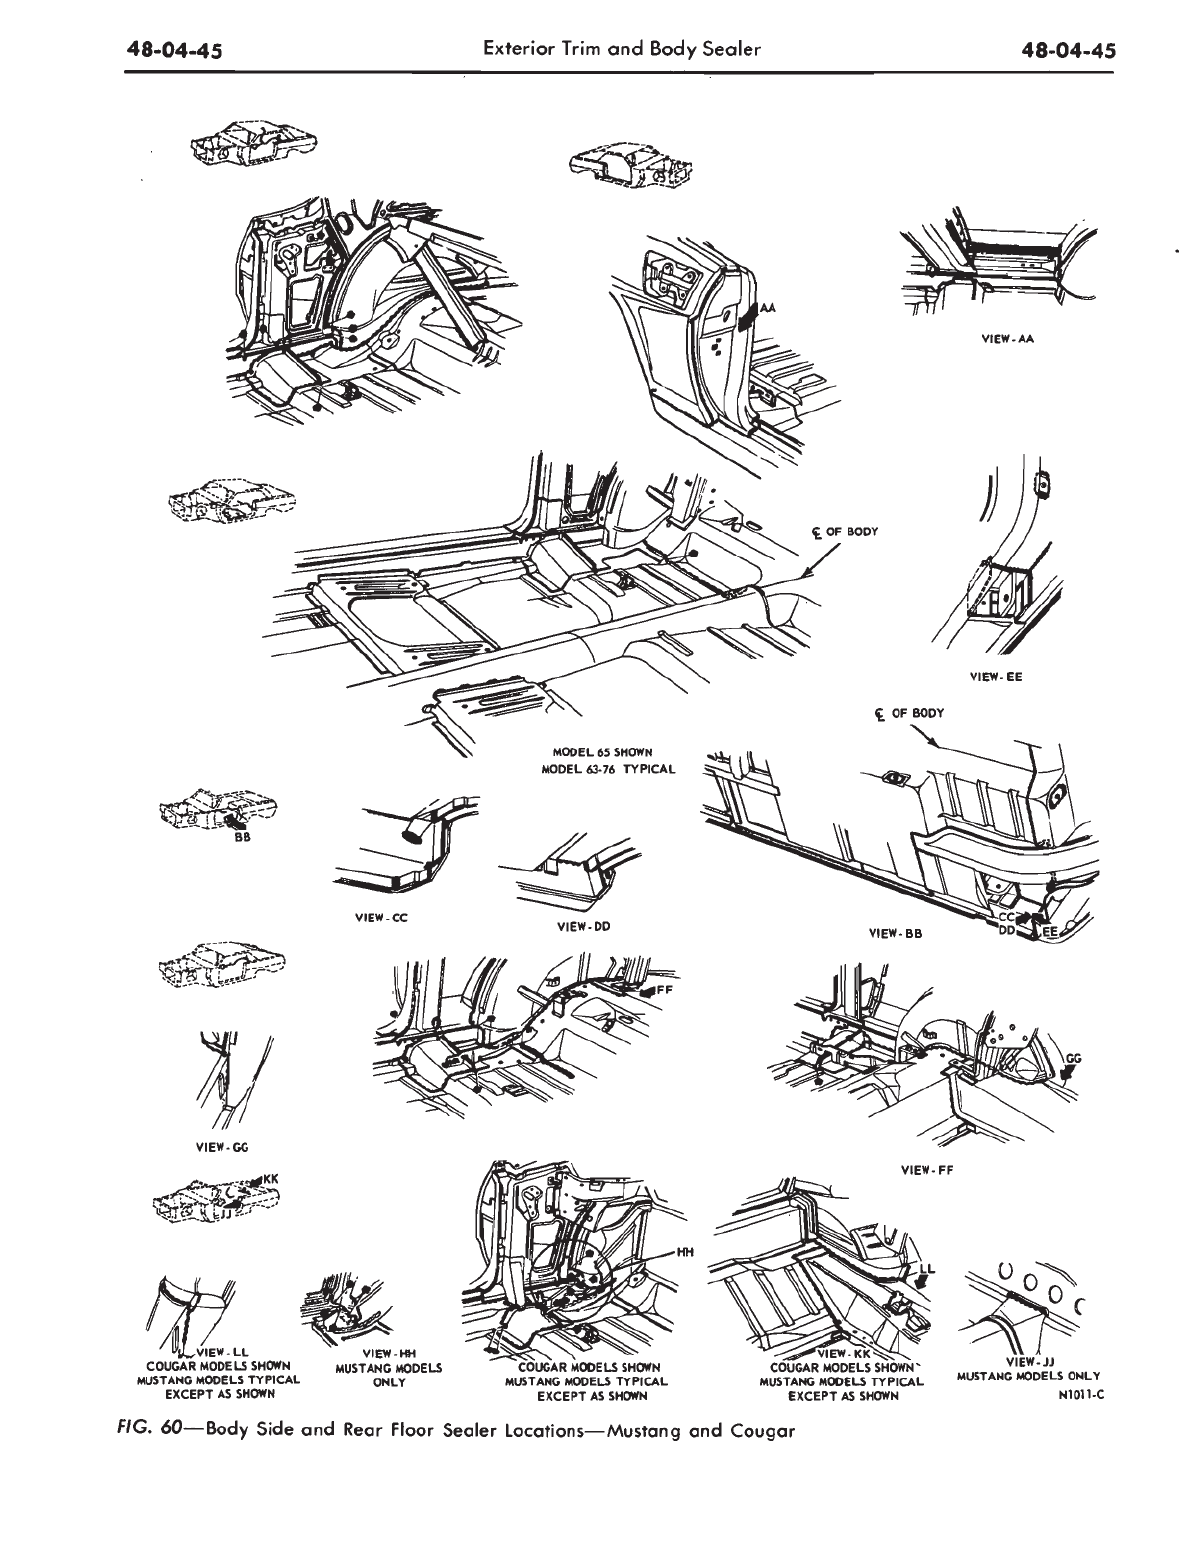 48-04-45 Exterior Trim and Body Sealer 48-04-45
AA
VIEW-AA
℄ OF BODY
VIEW-EE
℄ OF BODY
MODEL 65 SHOWN
MODEL 63-76 TYPICAL
BB
VIEW-CC
VIEW-DD
CC
DD
EE
VIEW-BB
FF
GG
VIEW-GG
VIEW-FF
KK
JJ
HH
LL
VIEW-LL
COUGAR MODELS SHOWN
MUSTANG MODELS TYPICAL
EXCEPT AS SHOWN
VIEW-HH
MUSTANG MODELS
ONLY
COUGAR MODELS SHOWN
MUSTANG MODELS TYPICAL
EXCEPT AS SHOWN
VIEW-KK
COUGAR MODELS SHOWN
MUSTANG MODELS TYPICAL
EXCEPT AS SHOWN
VIEW-JJ
MUSTANG MODELS ONLY
N1011-C
FIG. 60—Body Side and Rear Floor Sealer Locations—Mustang and Cougar